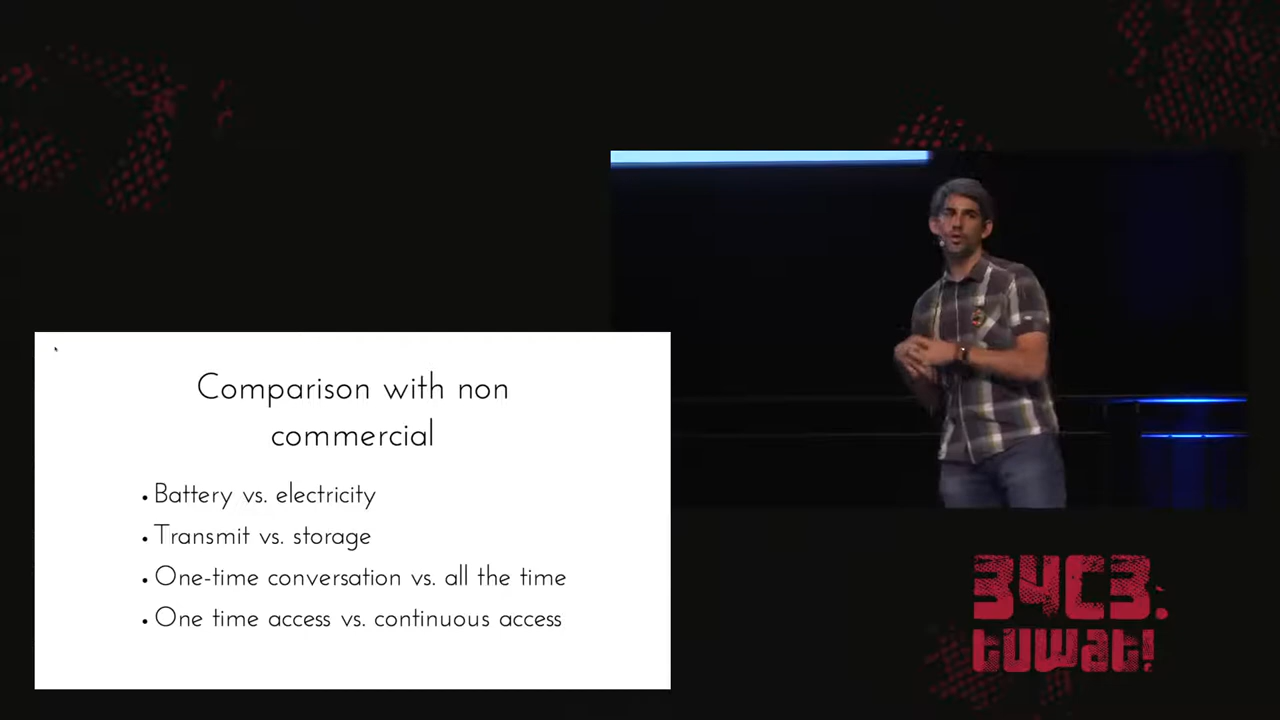 Comparison with non
commercial
• Battery vs. electricity
• Transmit vs. storage
• One-time conversation vs. all the time
• One time access vs. continuous access
34C3:
tuwat!